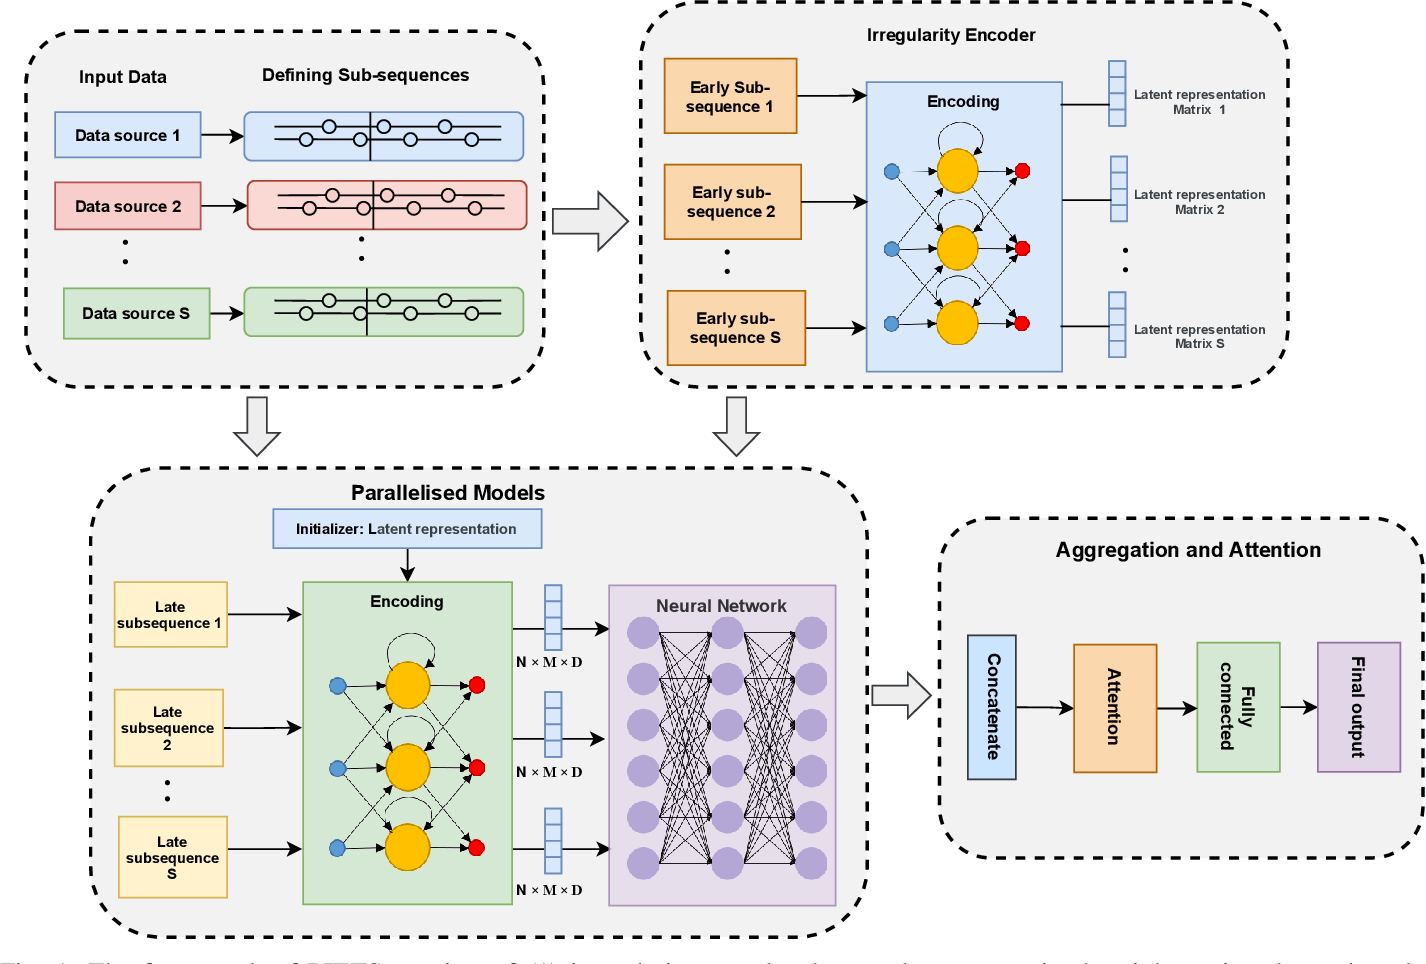 Input Data
Defining Sub-sequences
Data source 1
Data source 2
Data source S
Irregularity Encoder
Early Sub-
sequence 1
Early sub-
sequence 2
Early sub-
sequence S
Encoding
Latent representation
Matrix 1
Latent representation
Matrix 2
Latent representation
Matrix S
Parallelised Models
Initializer: Latent representation
Late
subsequence 1
Late
subsequence
2
Late
subsequence
S
Encoding
N × M × D
N × M × D
N × M × D
Neural Network
Aggregation and Attention
Concatenate
Attention
Fully
connected
Final output